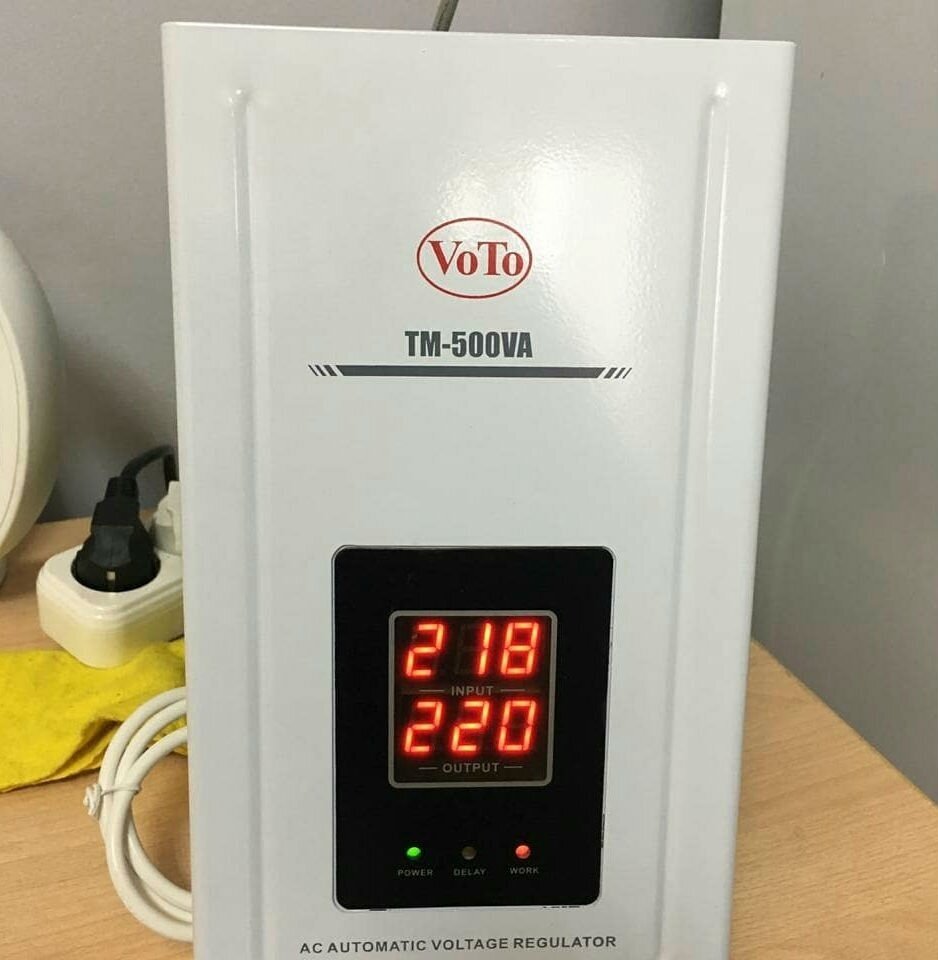 VoTo
TM-500VA
218
INPUT
220
OUTPUT
POWER DELAY WORK
AC AUTOMATIC VOLTAGE REGULATOR